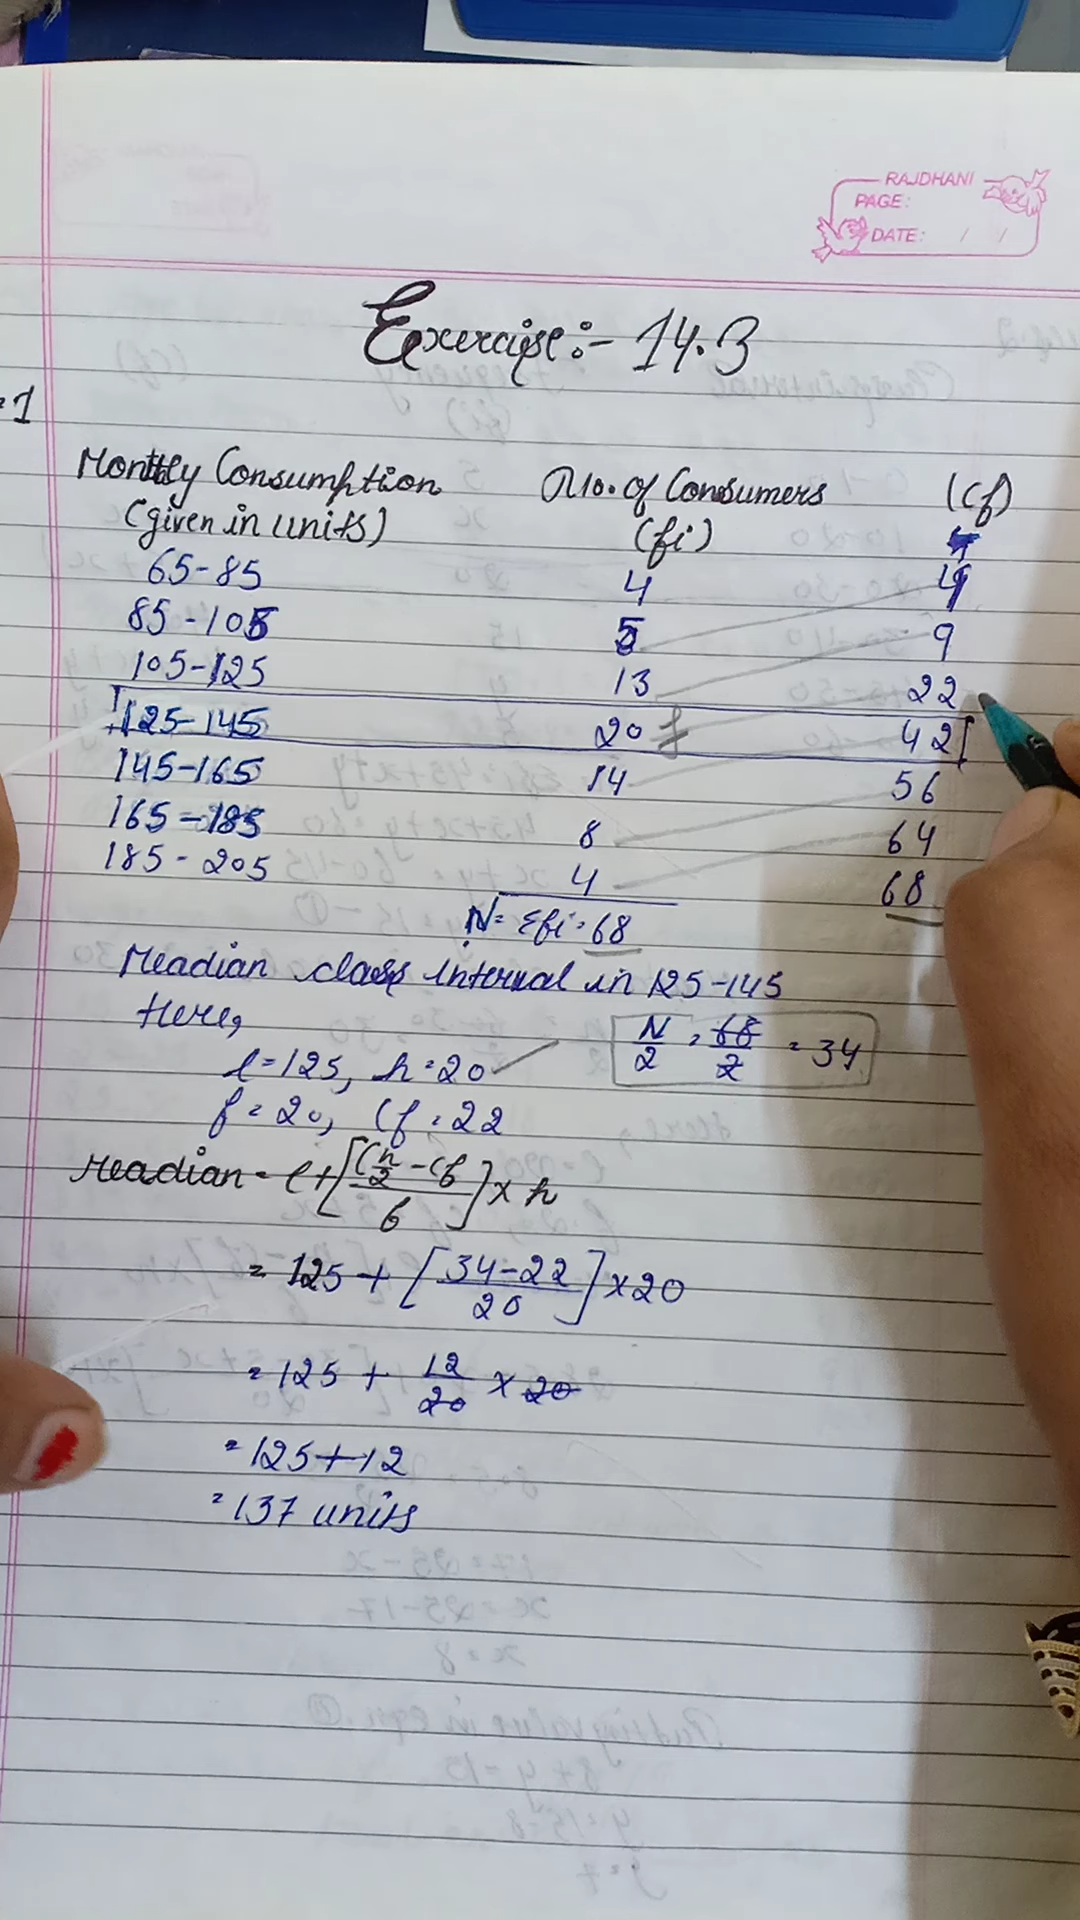 RAJDHANI
PAGE:
DATE: / /
Exercise:- 14.3
1
Monthly Consumption No. of Consumers (cf)
(given in units) (fi)
65-85 4 4
85-105 5 9
105-125 13 22
125-145 20 f 42
145-165 14 56
165-185 8 64
185-205 4 68
N= Σfi=68
Meadian class interval in 125-145
Here,
N/2 = 68/2 = 34
l=125, h=20
f=20, Cf=22
Meadian = l+[(n/2-cf)/f]×h
= 125+[(34-22)/20]×20
= 125 + 12/20 × 20
= 125+12
= 137 units